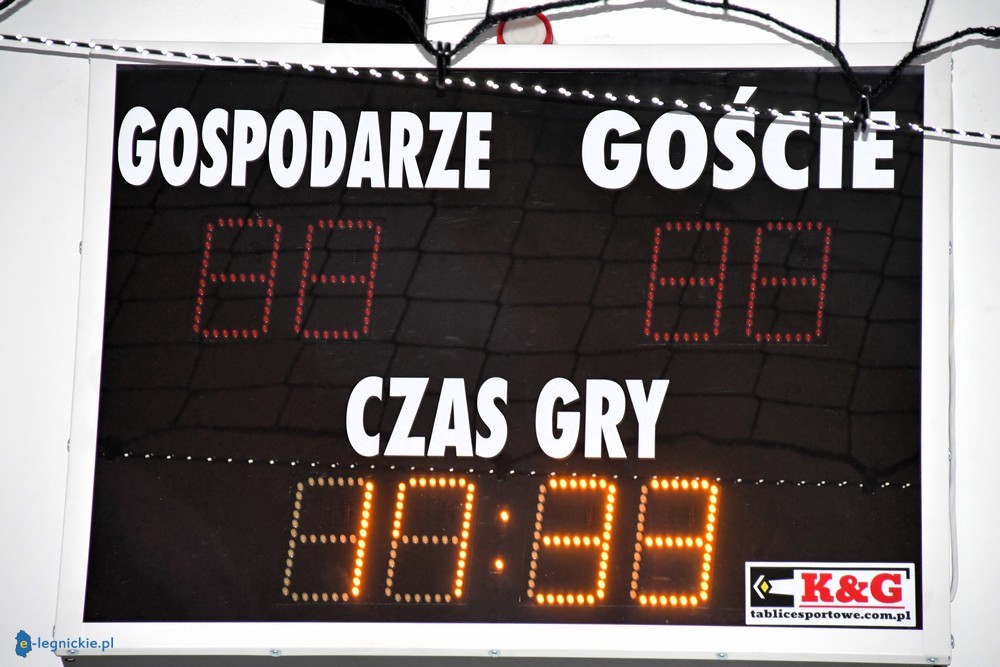 GOSPODARZE GOŚCIE
CZAS GRY
17:33
K&G
tablicesportowe.com.pl
e-legnickie.pl